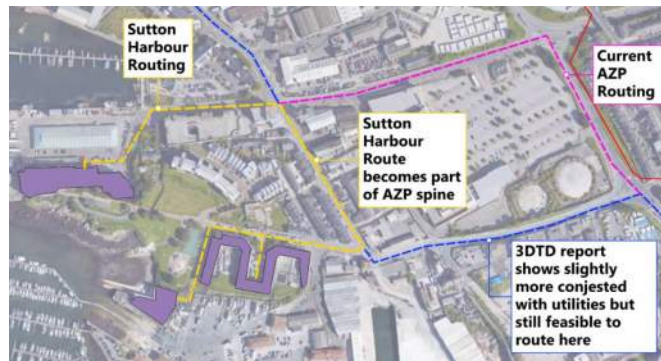 Sutton
Harbour
Routing
Current
AZP
Routing
Sutton
Harbour
Route
becomes
part of
AZP spine
3DTD report
shows slightly
more conjested
with utilities but
still feasible to
route here